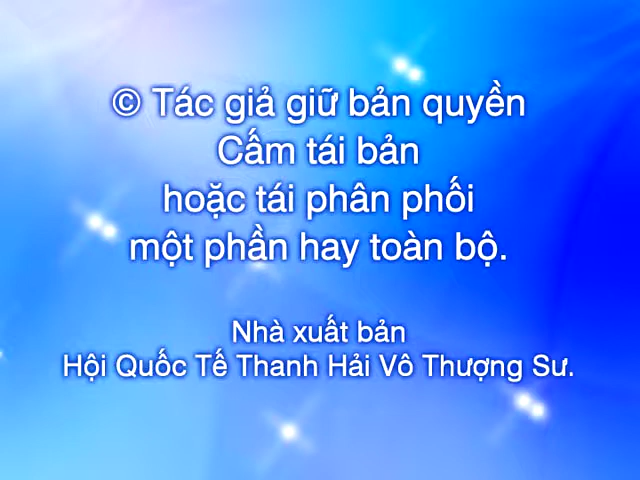 © Tác giả giữ bản quyền
Cấm tái bản
hoặc tái phân phối
một phần hay toàn bộ.
Nhà xuất bản
Hội Quốc Tế Thanh Hải Vô Thượng Sư.